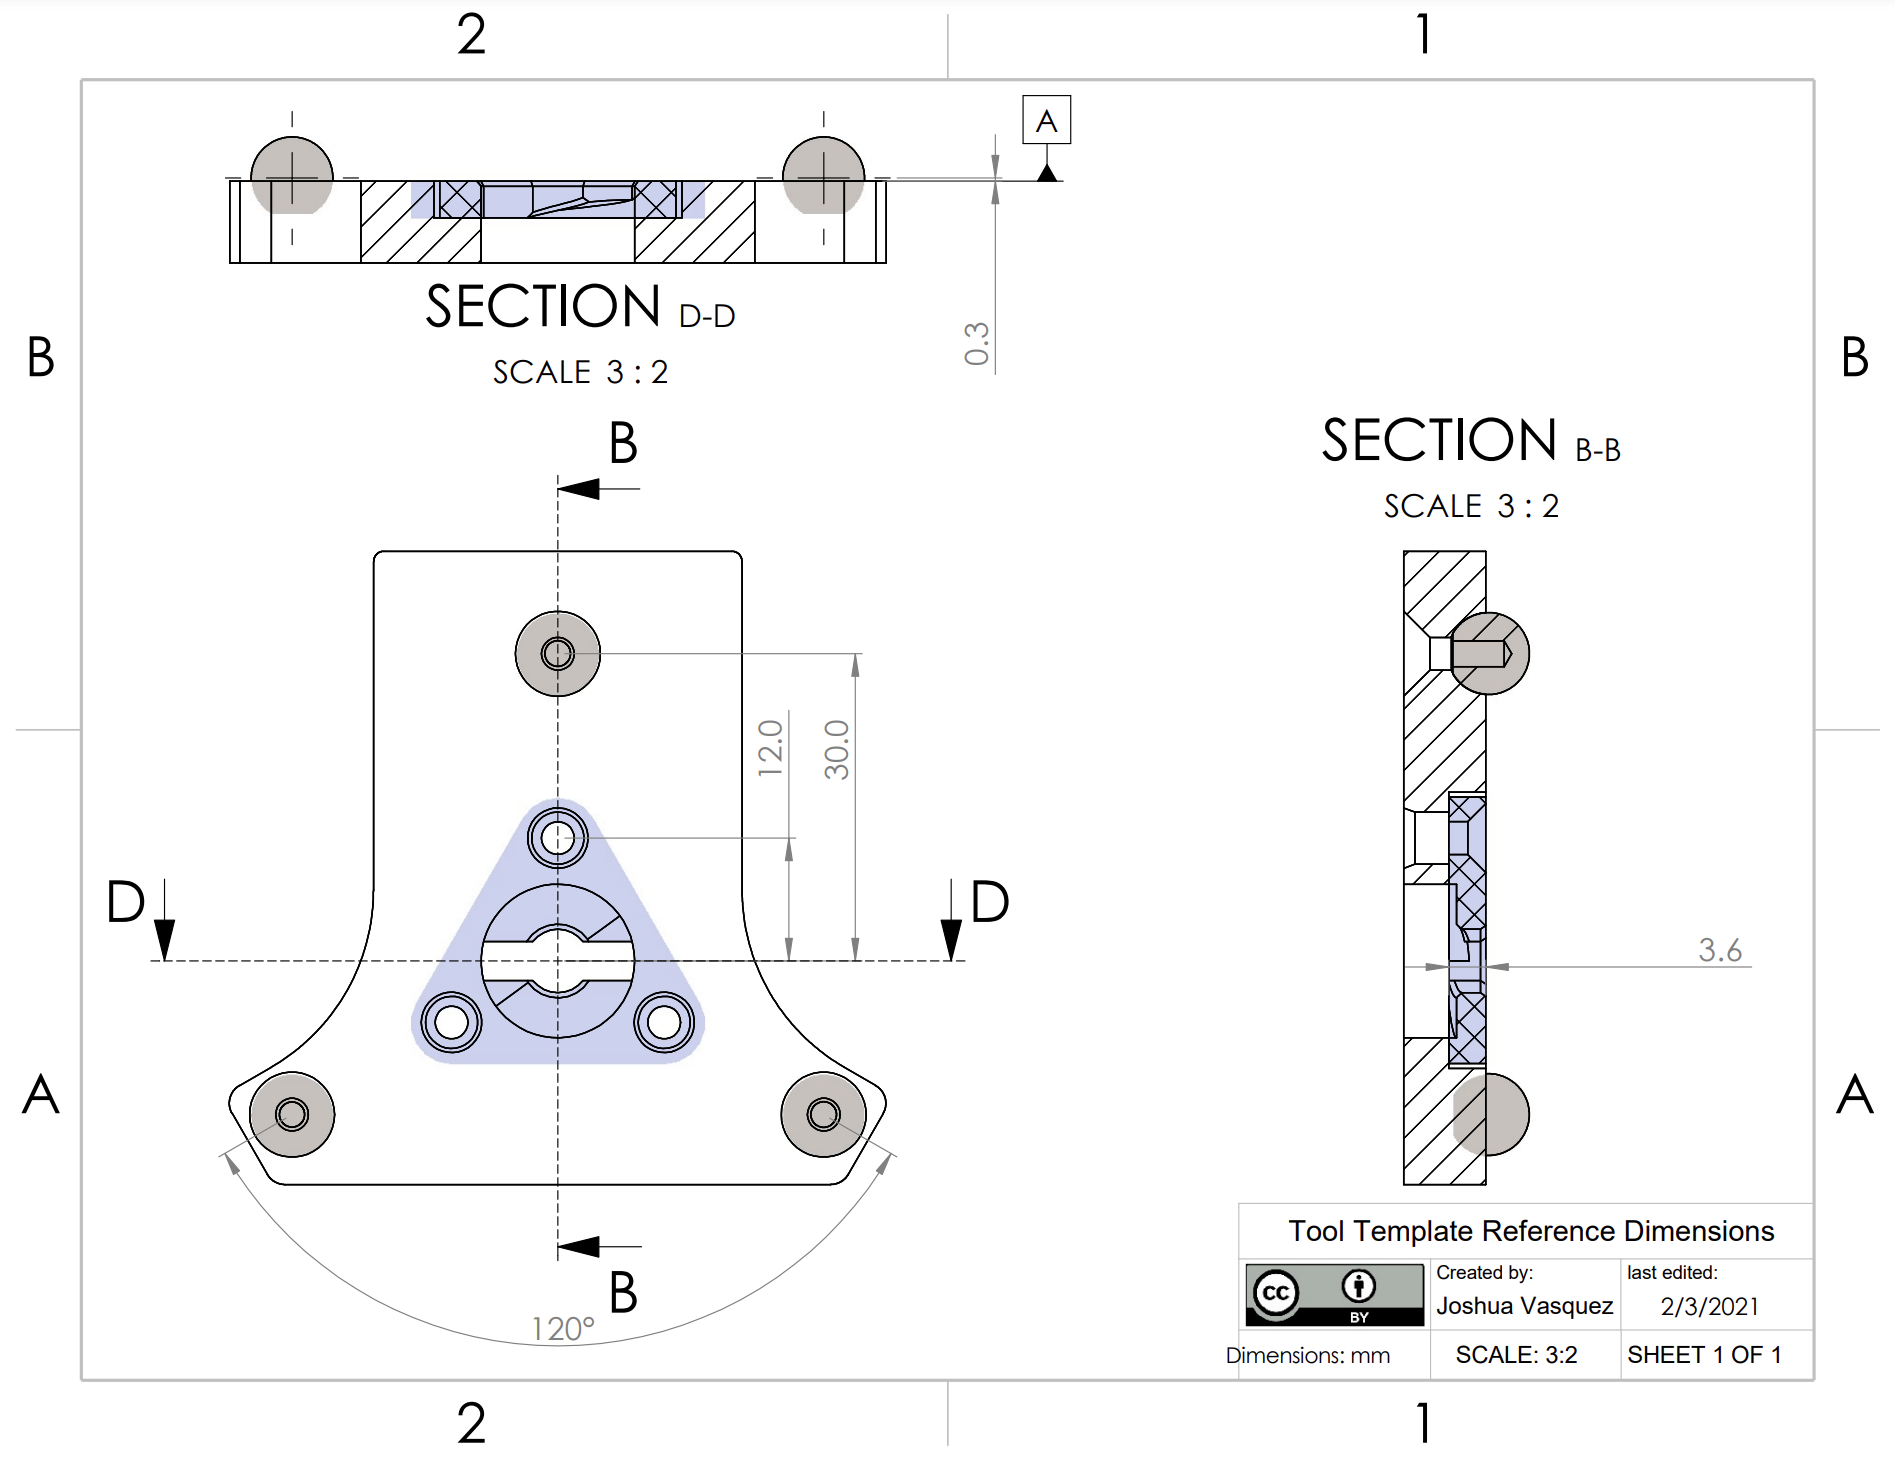 2
1
A
0.3
SECTION D-D
SCALE 3 : 2
B
B
B
SECTION B-B
SCALE 3 : 2
12.0
30.0
D
D
3.6
A
A
B
120°
Tool Template Reference Dimensions
cc
BY
Created by:
Joshua Vasquez
last edited:
2/3/2021
Dimensions: mm
SCALE: 3:2
SHEET 1 OF 1
2
1